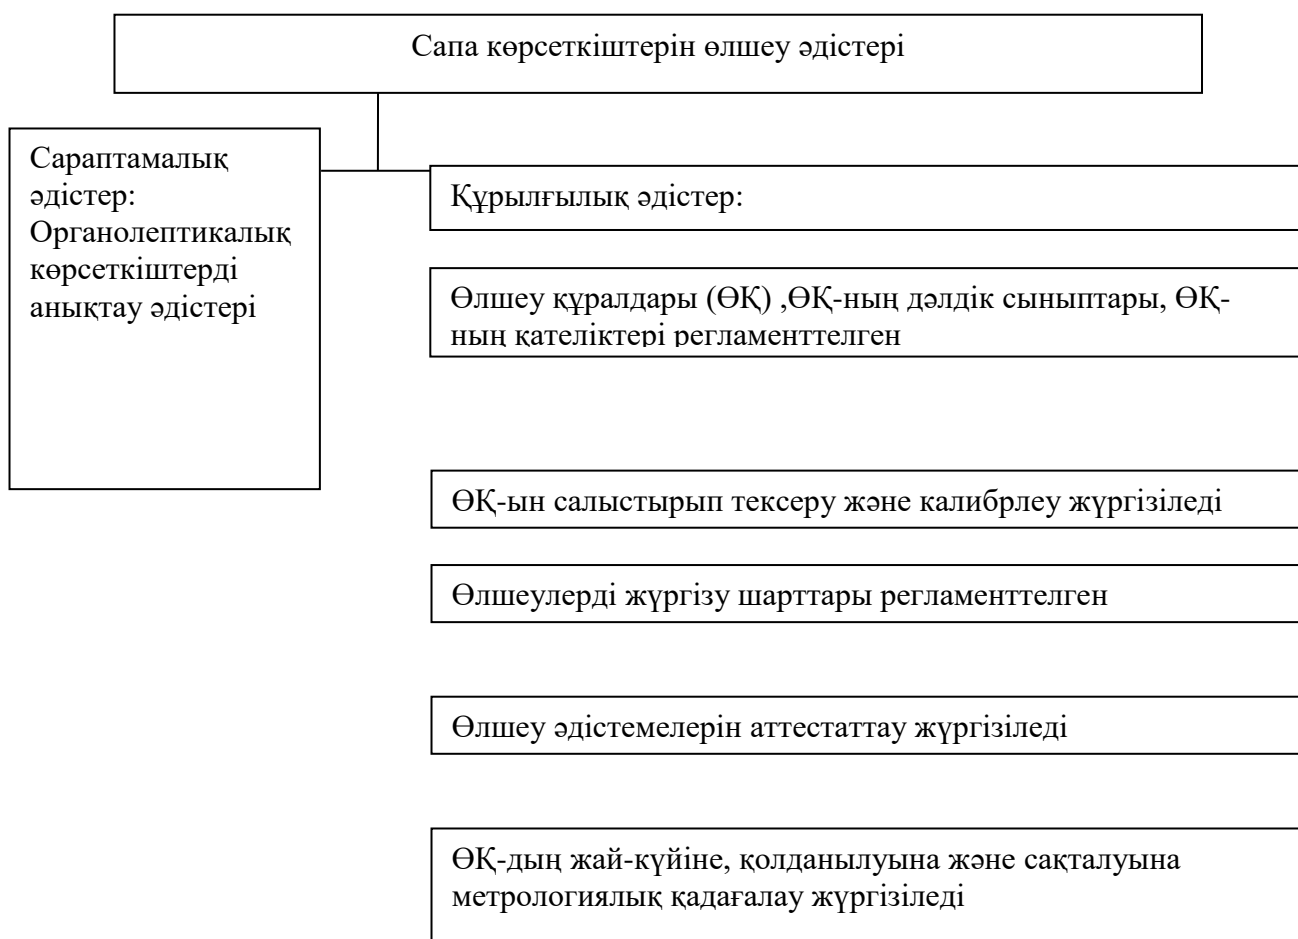 Сапа көрсеткіштерін өлшеу әдістері
Сараптамалық
әдістер:
Органолептикалық
көрсеткіштерді
анықтау әдістері
Құрылғылық әдістер:
Өлшеу құралдары (ӨҚ) ,ӨҚ-ның дәлдік сыныптары, ӨҚ-
ның қателіктері регламенттелген
ӨҚ-ын салыстырып тексеру және калибрлеу жүргізіледі
Өлшеулерді жүргізу шарттары регламенттелген
Өлшеу әдістемелерін аттестаттау жүргізіледі
ӨҚ-дың жай-күйіне, қолданылуына және сақталуына
метрологиялық қадағалау жүргізіледі